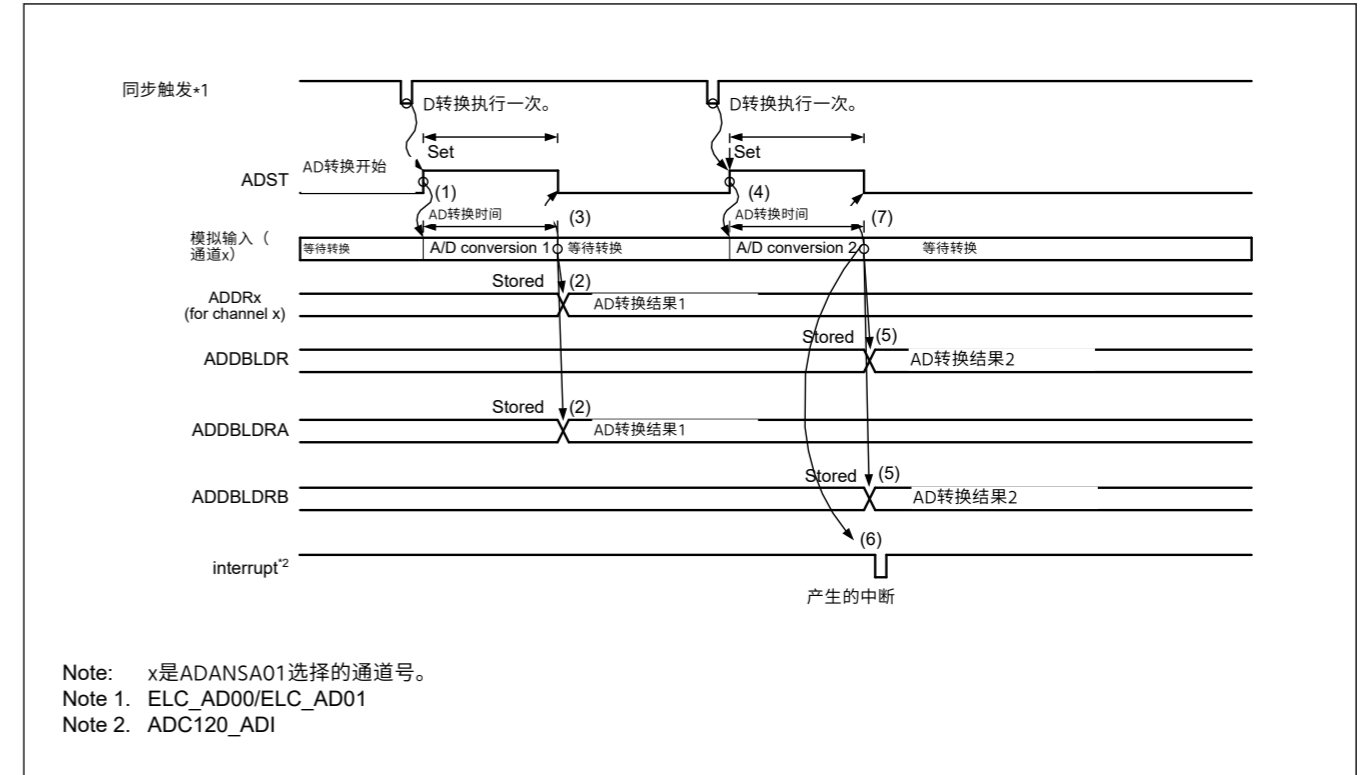 同步触发*1
D转换执行一次。 D转换执行一次。
Set Set
AD转换开始
ADST
(1) (4)
AD转换时间 (3) AD转换时间 (7)
模拟输入（
通道x）
等待转换 A/D conversion 1 等待转换 A/D conversion 2 等待转换
Stored (2)
ADDRx
(for channel x)
AD转换结果1
Stored (5)
ADDBLDR
AD转换结果2
Stored (2)
ADDBLDRA
AD转换结果1
Stored (5)
ADDBLDRB
AD转换结果2
(6)
interrupt*2
产生的中断
Note: x是ADANSA01选择的通道号。
Note 1. ELC_AD00/ELC_AD01
Note 2. ADC120_ADI